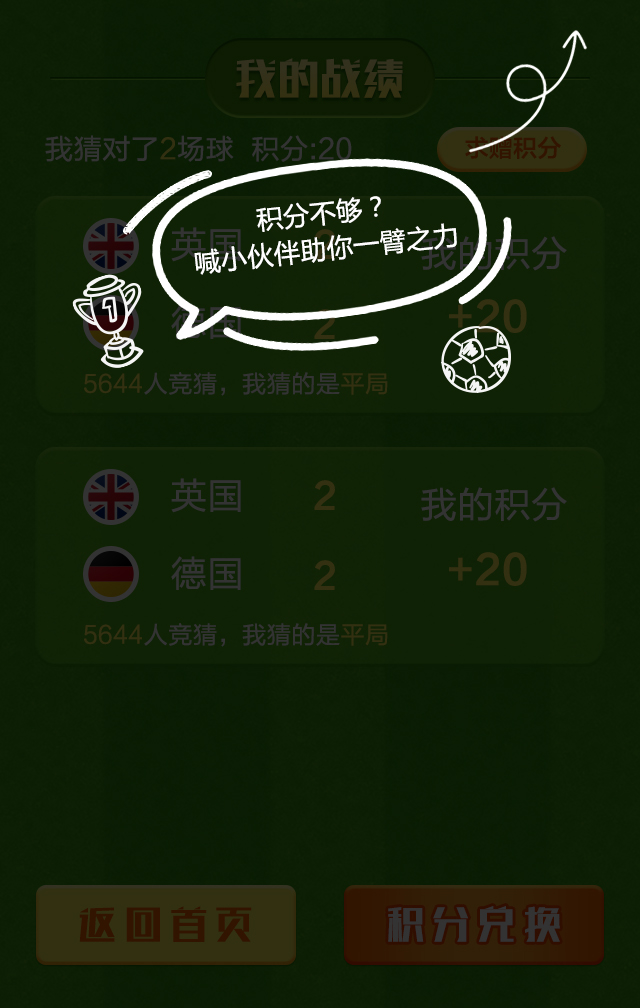 我的战绩
我猜对了2场球 积分:20
求赠积分
积分不够？
喊小伙伴助你一臂之力
英国
我的积分
德国 2
+20
5644人竞猜，我猜的是平局
英国 2
我的积分
德国 2
+20
5644人竞猜，我猜的是平局
返回首页
积分兑换
1